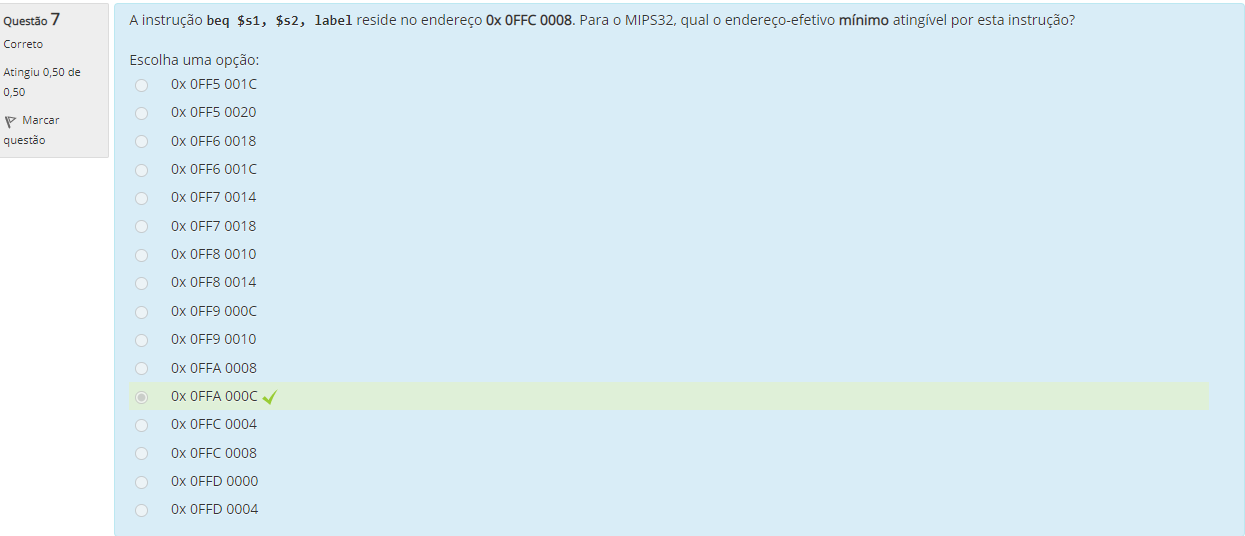 Questão 7
Correto
Atingiu 0,50 de
0,50
Marcar
questão
A instrução beq $s1, $s2, label reside no endereço 0x 0FFC 0008. Para o MIPS32, qual o endereço-efetivo mínimo atingível por esta instrução?
Escolha uma opção:
0x 0FF5 001C
0x 0FF5 0020
0x 0FF6 0018
0x 0FF6 001C
0x 0FF7 0014
0x 0FF7 0018
0x 0FF8 0010
0x 0FF8 0014
0x 0FF9 000C
0x 0FF9 0010
0x 0FFA 0008
0x 0FFA 000C
0x 0FFC 0004
0x 0FFC 0008
0x 0FFD 0000
0x 0FFD 0004